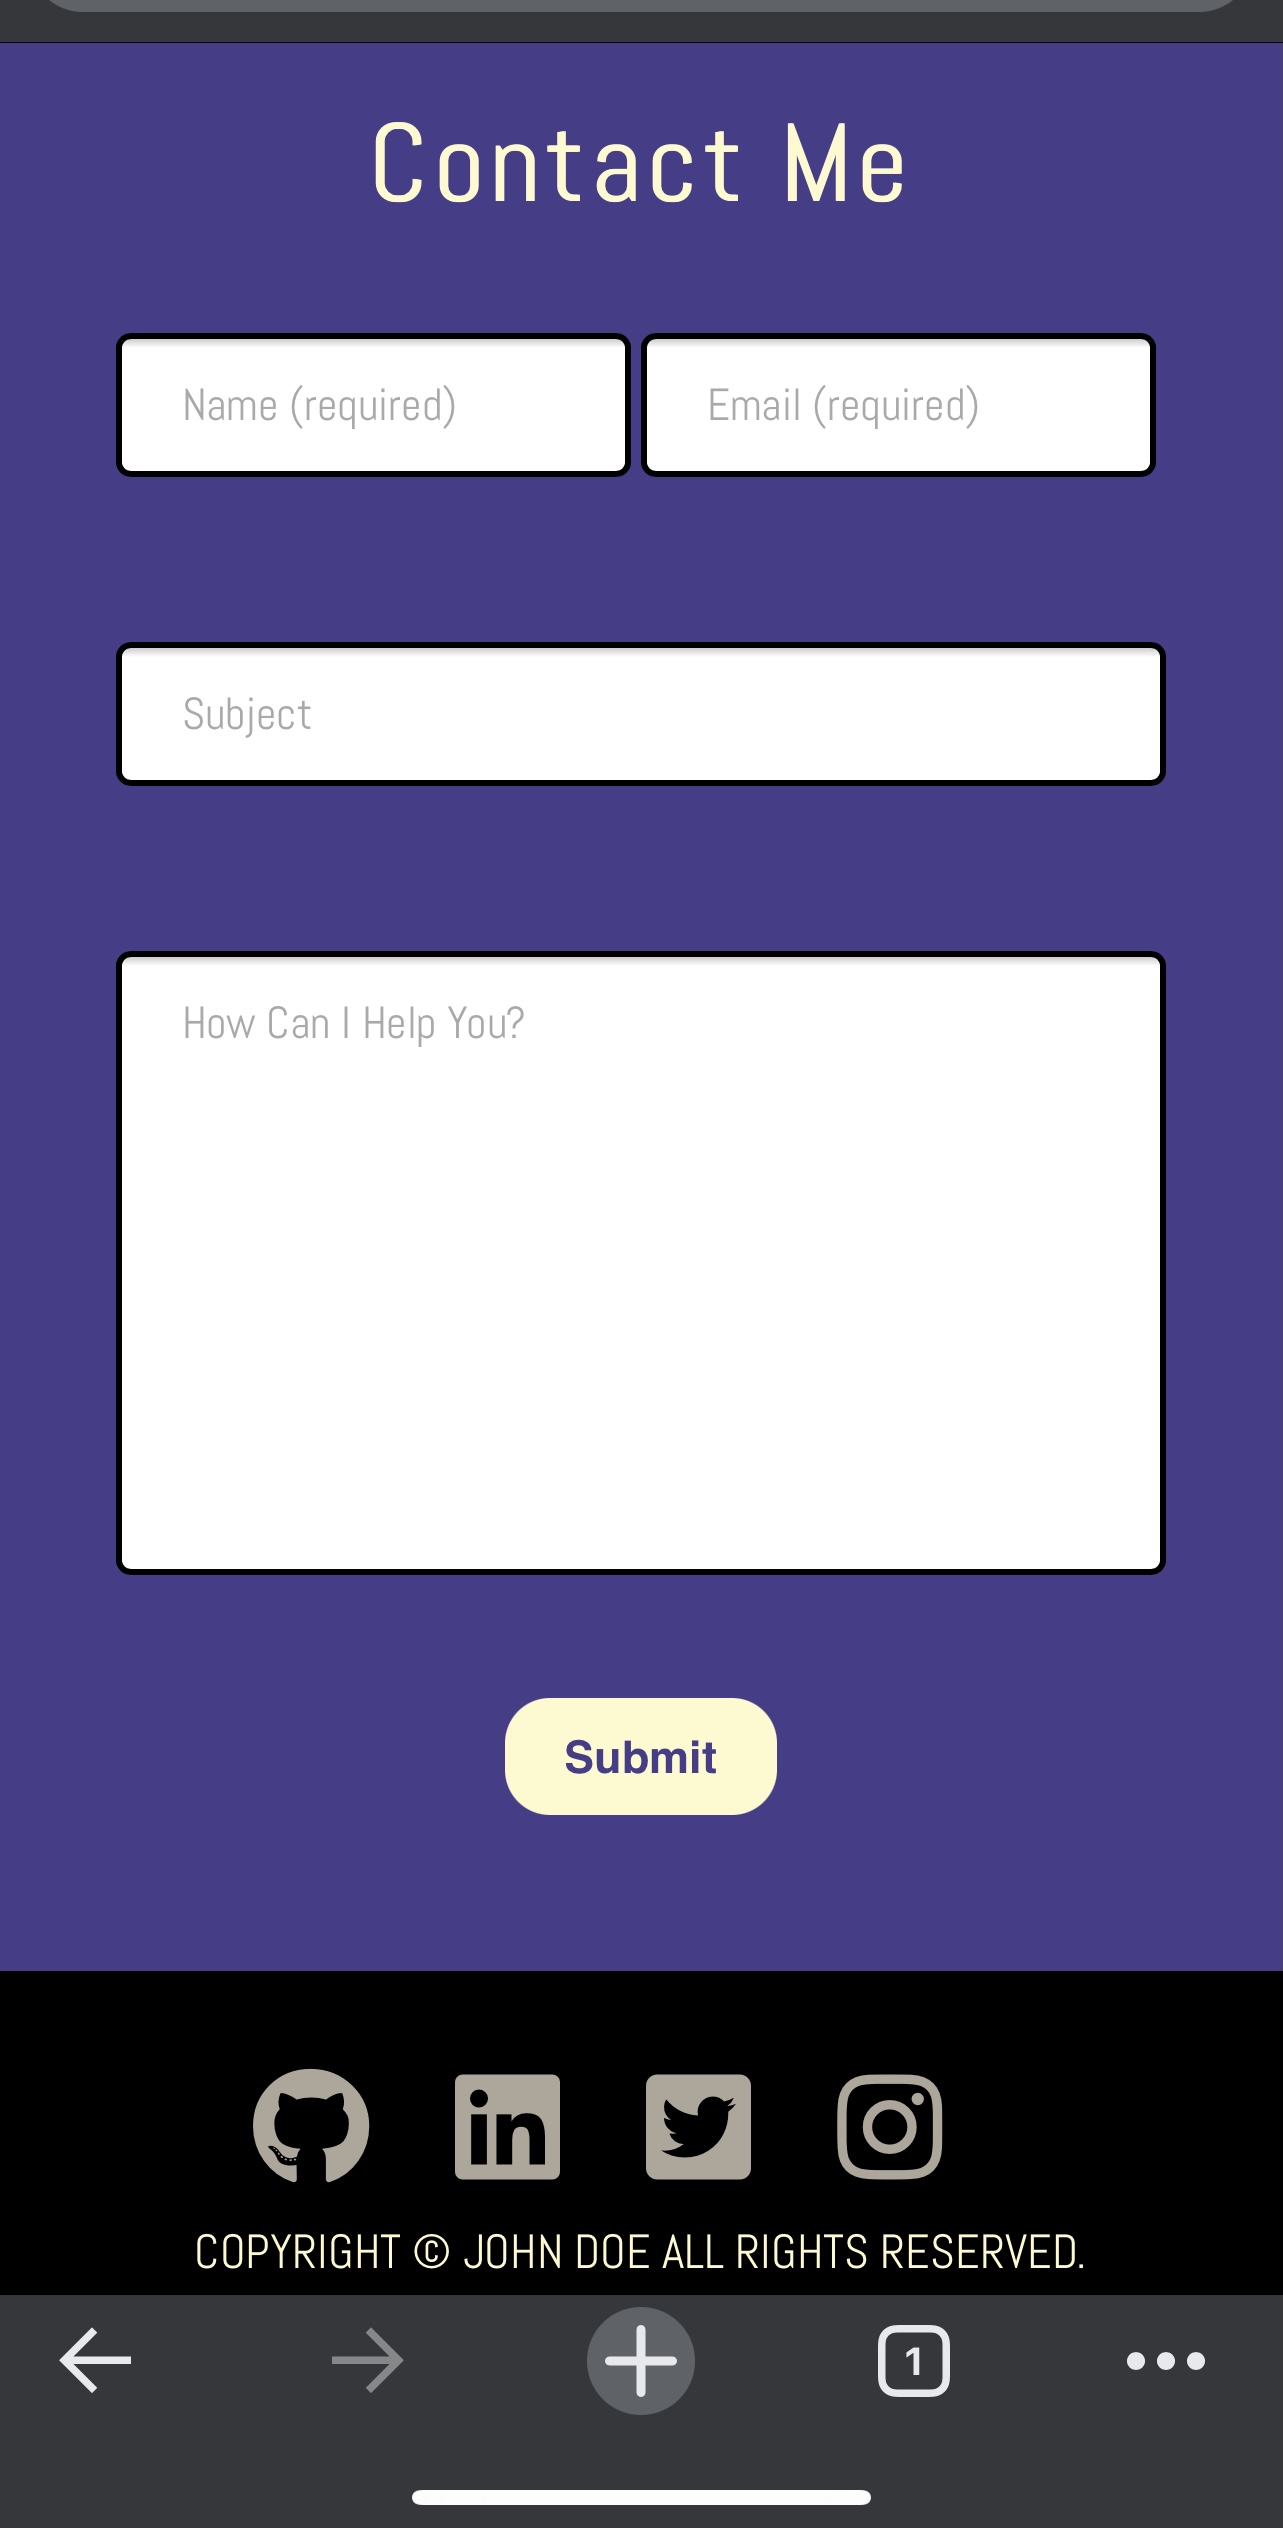 Contact Me
Name (required) Email (required)
Subject
How Can I Help You?
Submit
in
COPYRIGHT © JOHN DOE ALL RIGHTS RESERVED.
1